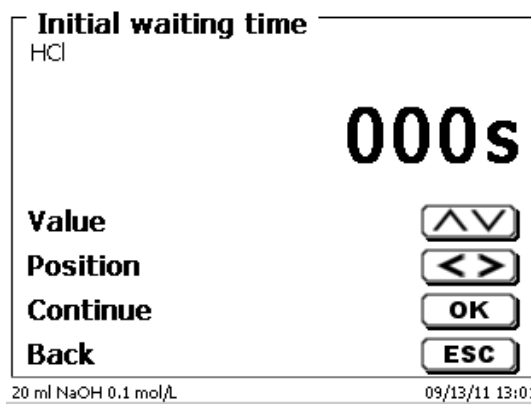 Initial waiting time
HCl
000s
Value
Position
Continue OK
Back ESC
20 ml NaOH 0.1 mol/L 09/13/11 13:01